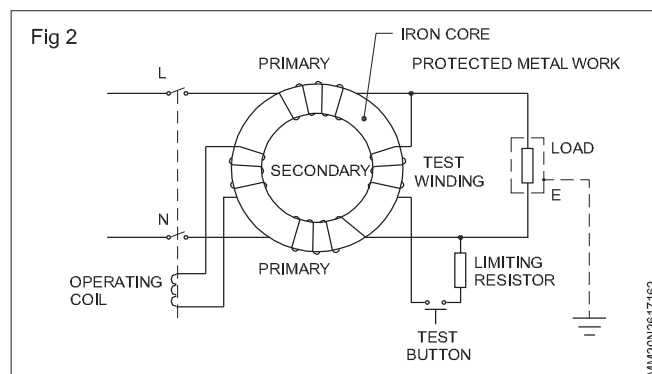 Fig 2
IRON CORE
L
PRIMARY
PROTECTED METAL WORK
SECONDARY
TEST
WINDING
LOAD
E
N
PRIMARY
LIMITING
RESISTOR
OPERATING
COIL
TEST
BUTTON
MM20N2617162